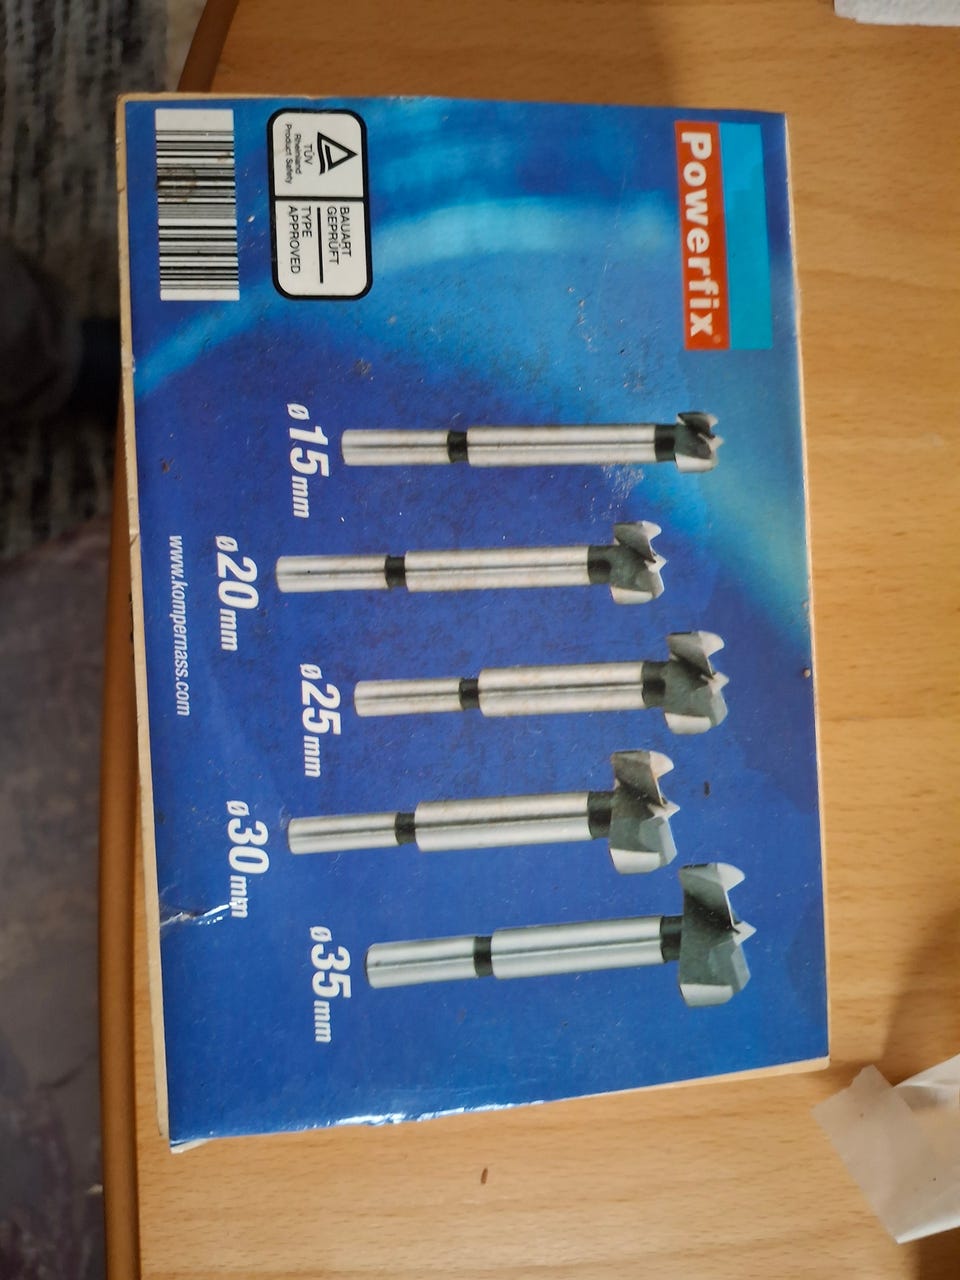 Powerfix®
TÜV
Rheinland
Product Safety
BAUART
GEPRÜFT
TYPE
APPROVED
Ø15mm
Ø20mm
Ø25mm
Ø30mm
Ø35mm
www.kompernass.com